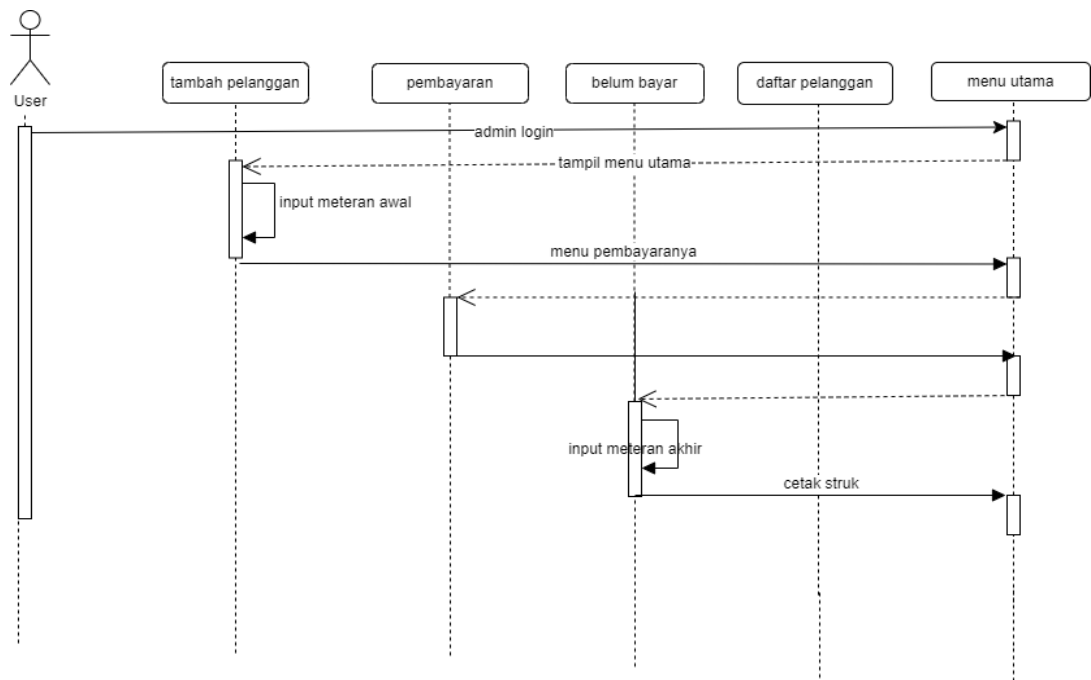 User
tambah pelanggan
pembayaran
belum bayar
daftar pelanggan
menu utama
admin login
tampil menu utama
input meteran awal
menu pembayaranya
input meteran akhir
cetak struk